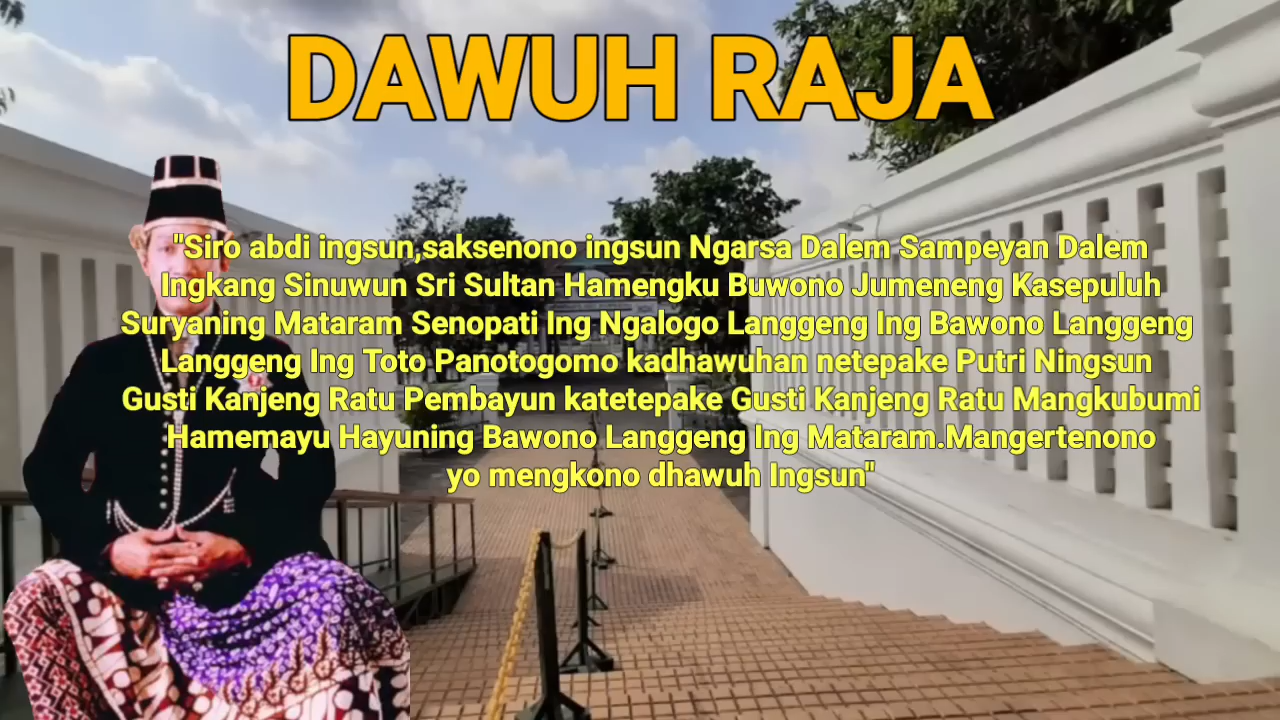 DAWUH RAJA
"Siro abdi ingsun,saksenono ingsun Ngarsa Dalem Sampeyan Dalem
Ingkang Sinuwun Sri Sultan Hamengku Buwono Jumeneng Kasepuluh
Suryaning Mataram Senopati Ing Ngalogo Langgeng Ing Bawono Langgeng
Langgeng Ing Toto Panotogomo kadhawuhan netepake Putri Ningsun
Gusti Kanjeng Ratu Pembayun katetepake Gusti Kanjeng Ratu Mangkubumi
Hamemayu Hayuning Bawono Langgeng Ing Mataram.Mangertenono
yo mengkono dhawuh Ingsun"